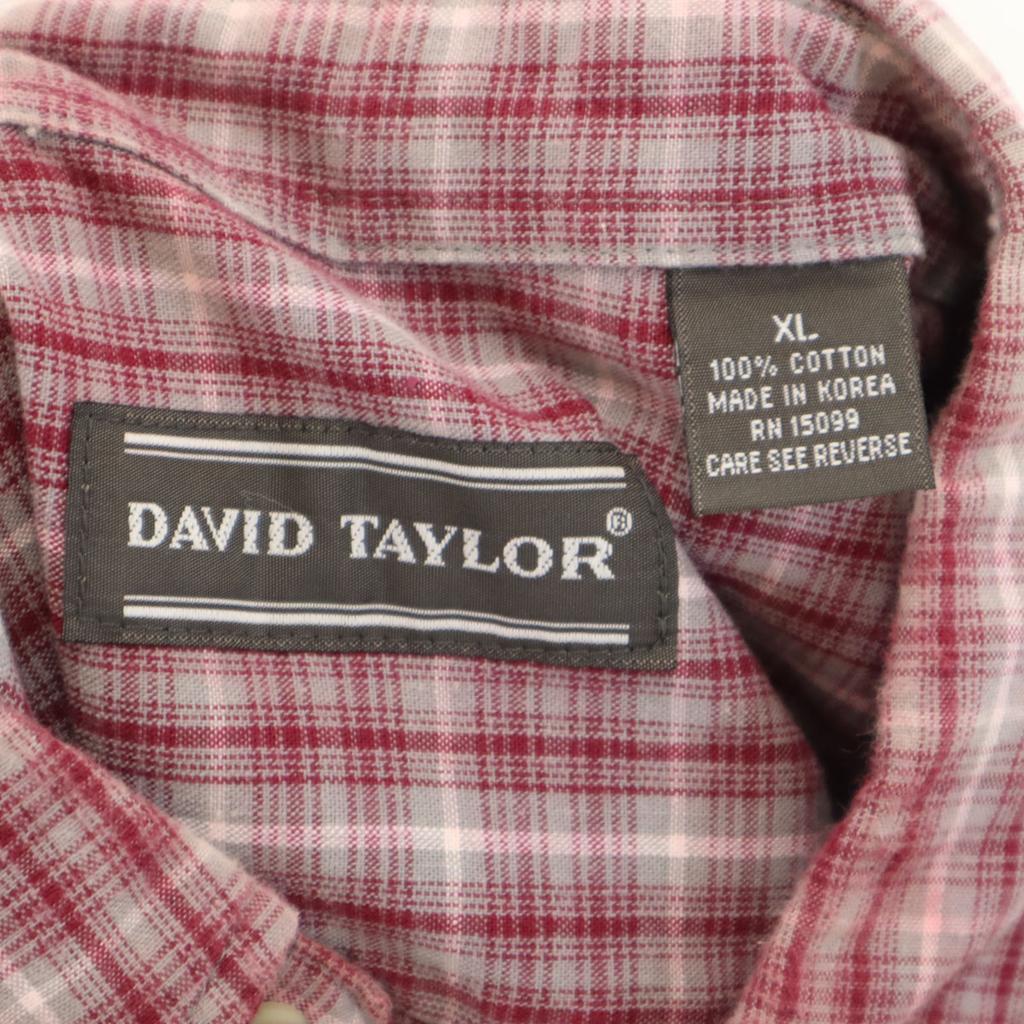 XL
100% COTTON
MADE IN KOREA
RN 15099
CARE SEE REVERSE
DAVID TAYLOR®